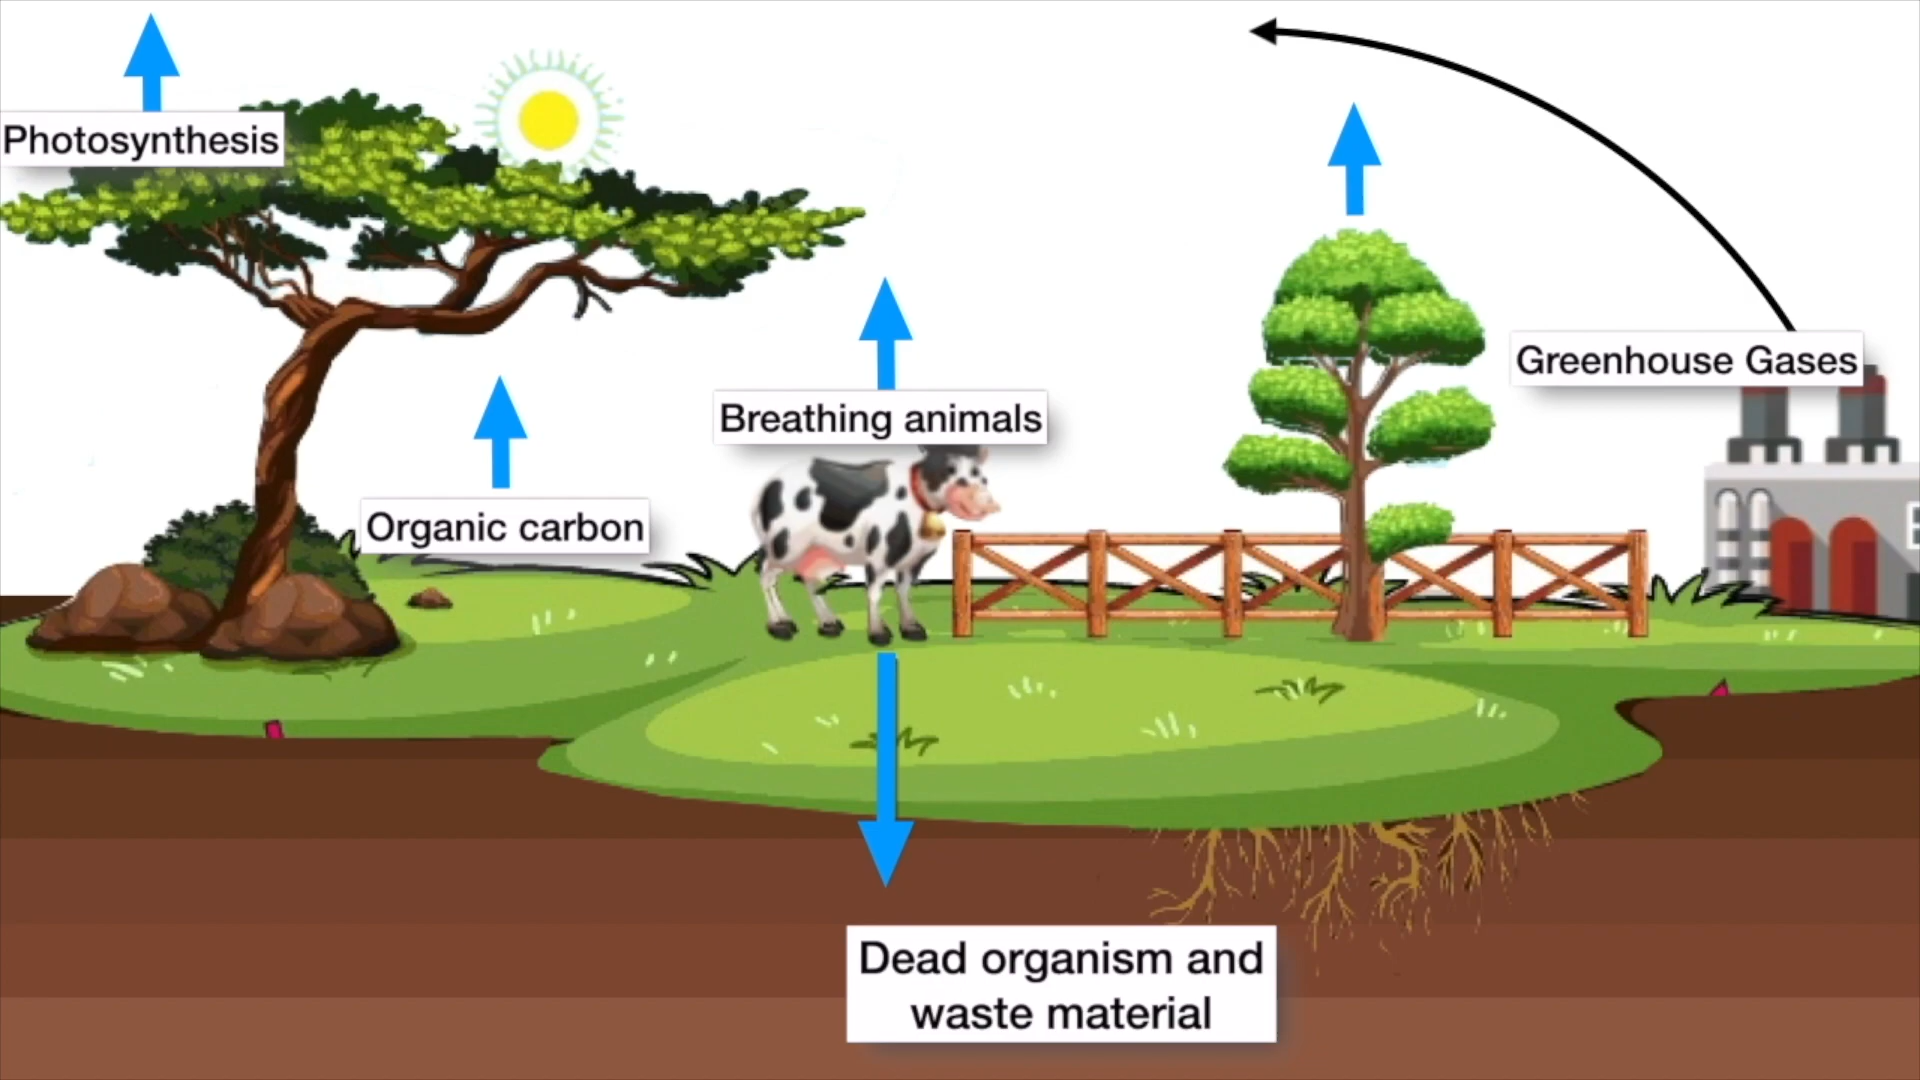 Photosynthesis
Greenhouse Gases
Breathing animals
Organic carbon
Dead organism and
waste material